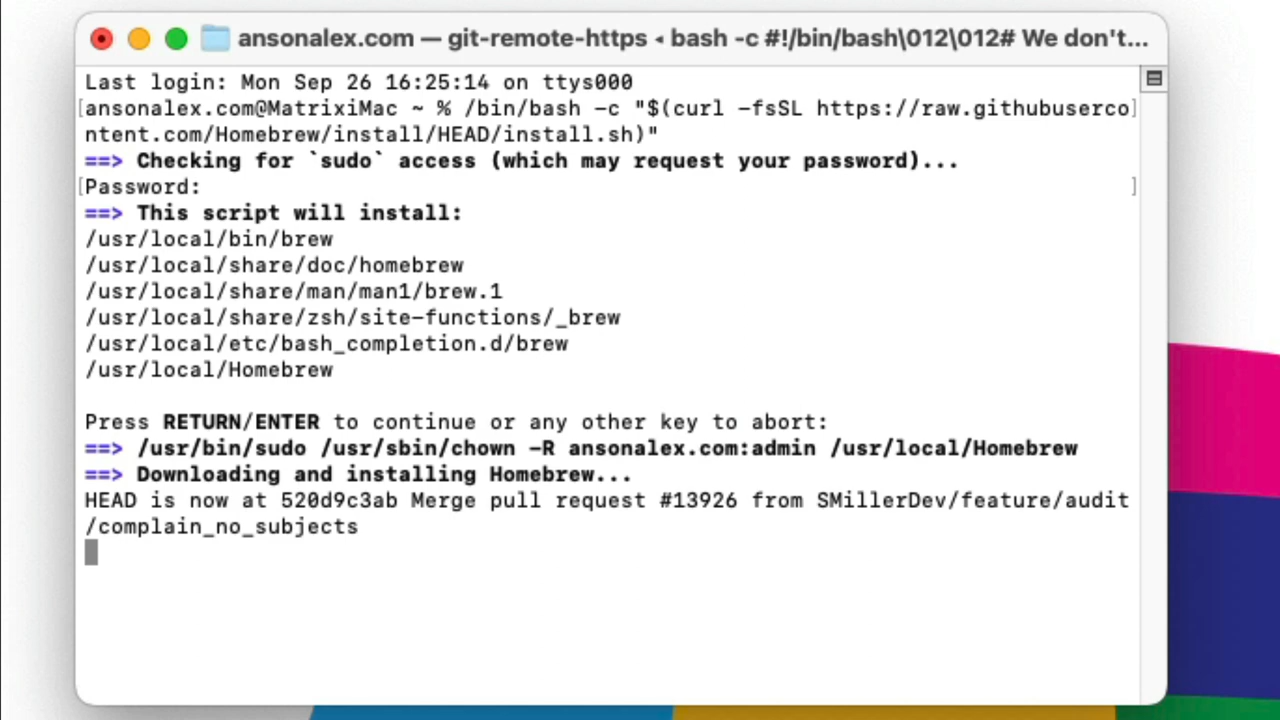 ansonalex.com — git-remote-https ◂ bash -c #!/bin/bash\012\012# We don't...
Last login: Mon Sep 26 16:25:14 on ttys000
[ansonalex.com@MatrixiMac ~ % /bin/bash -c "$(curl -fsSL https://raw.githubuserco]
ntent.com/Homebrew/install/HEAD/install.sh)"
==> Checking for `sudo` access (which may request your password)...
[Password: ]
==> This script will install:
/usr/local/bin/brew
/usr/local/share/doc/homebrew
/usr/local/share/man/man1/brew.1
/usr/local/share/zsh/site-functions/_brew
/usr/local/etc/bash_completion.d/brew
/usr/local/Homebrew
Press RETURN/ENTER to continue or any other key to abort:
==> /usr/bin/sudo /usr/sbin/chown -R ansonalex.com:admin /usr/local/Homebrew
==> Downloading and installing Homebrew...
HEAD is now at 520d9c3ab Merge pull request #13926 from SMillerDev/feature/audit
/complain_no_subjects